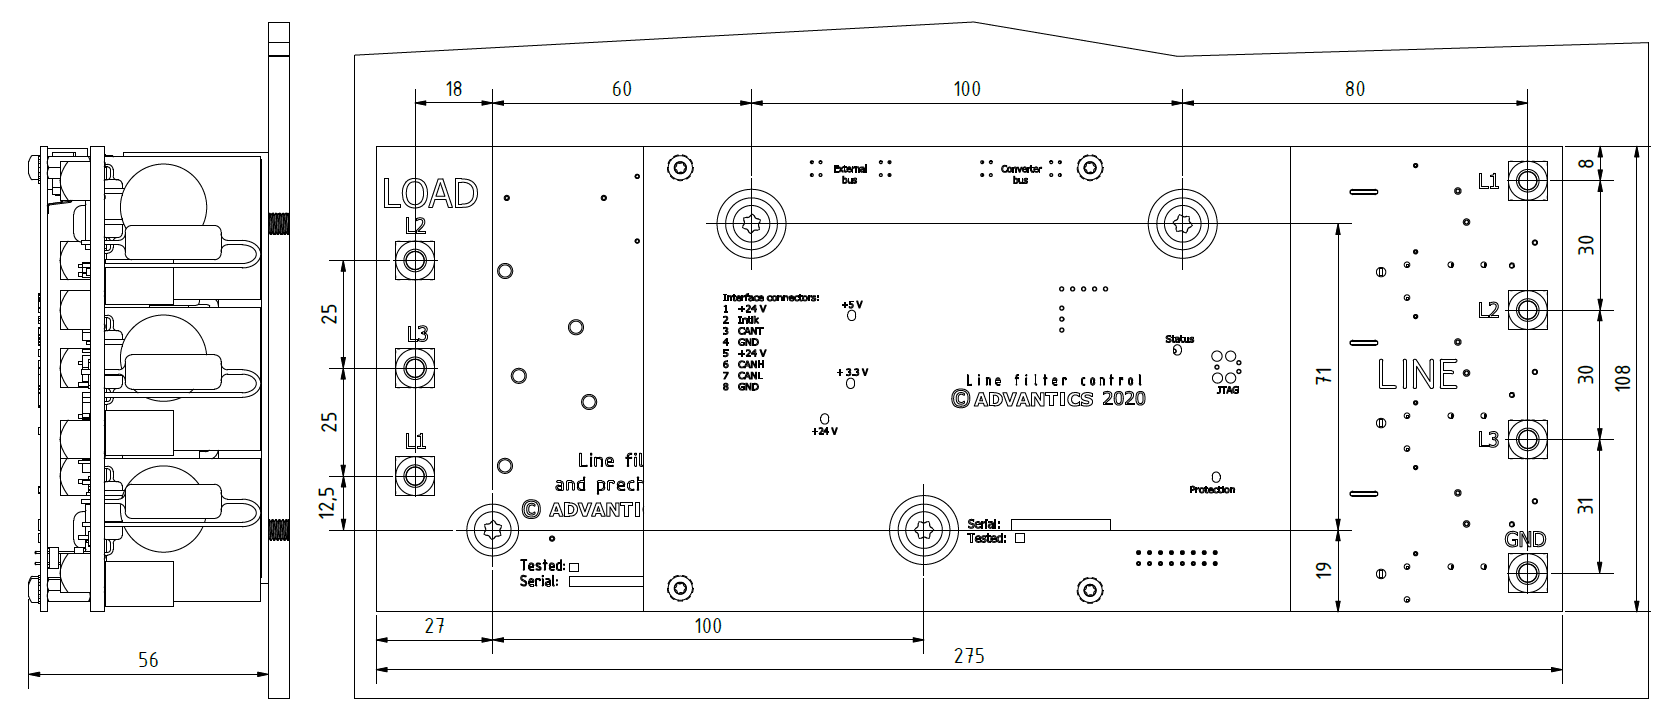 18
60
100
80
LOAD
L2
L3
L1
25
25
12,5
External
bus
Converter
bus
Interface connectors:
1 +24 V
2 Intlk
3 CANT
4 GND
5 +24 V
6 CANH
7 CANL
8 GND
+5 V
+3.3 V
+24 V
Status
JTAG
Line filter control
© ADVANTICS 2020
Protection
Line fil
and prech
© ADVANTI
Tested:
Serial:
Serial:
Tested:
L1
L2
LINE
L3
GND
8
30
30
31
108
71
19
27
100
275
56